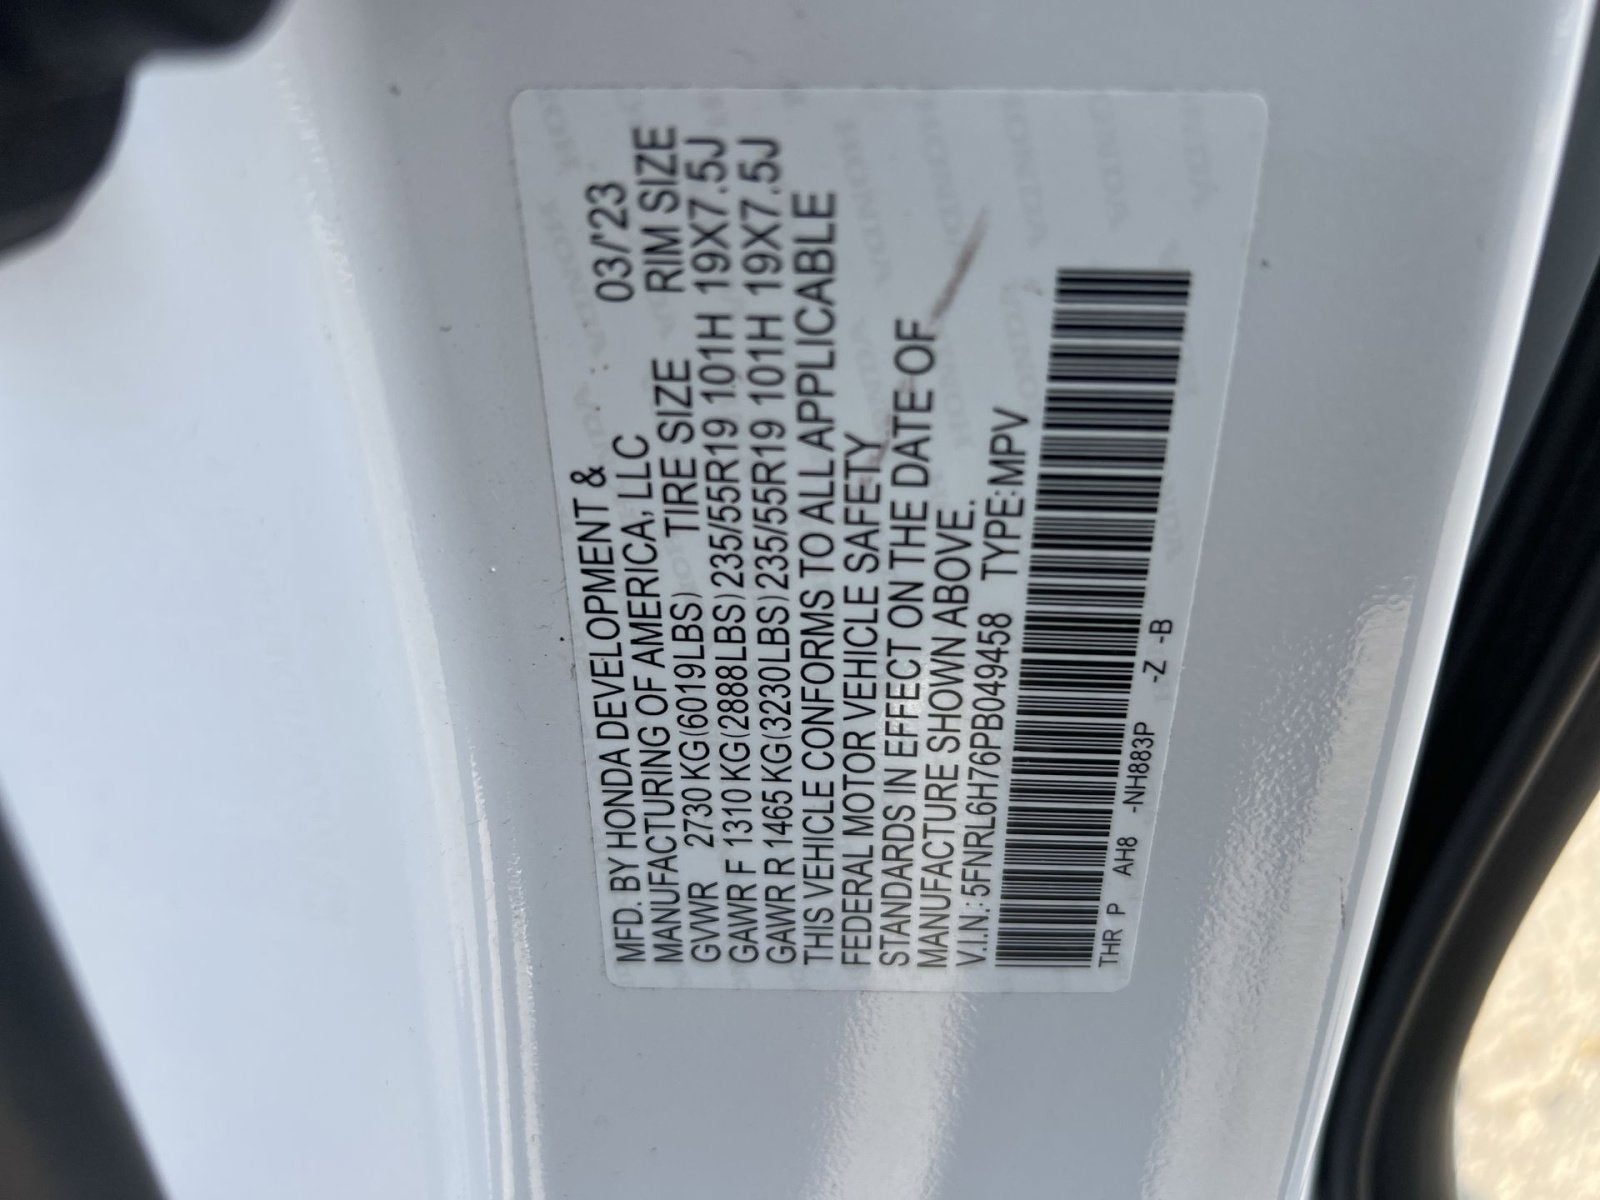 MFD. BY HONDA DEVELOPMENT &
MANUFACTURING OF AMERICA, LLC 03/'23
GVWR 2730 KG(6019LBS) TIRE SIZE RIM SIZE
GAWR F 1310 KG(2888LBS)235/55R19 101H 19X7.5J
GAWR R 1465 KG(3230LBS)235/55R19 101H 19X7.5J
THIS VEHICLE CONFORMS TO ALL APPLICABLE
FEDERAL MOTOR VEHICLE SAFETY
STANDARDS IN EFFECT ON THE DATE OF
MANUFACTURE SHOWN ABOVE.
V.I.N.: 5FNRL6H76PB049458 TYPE:MPV
THR P AH8 -NH883P -Z -B